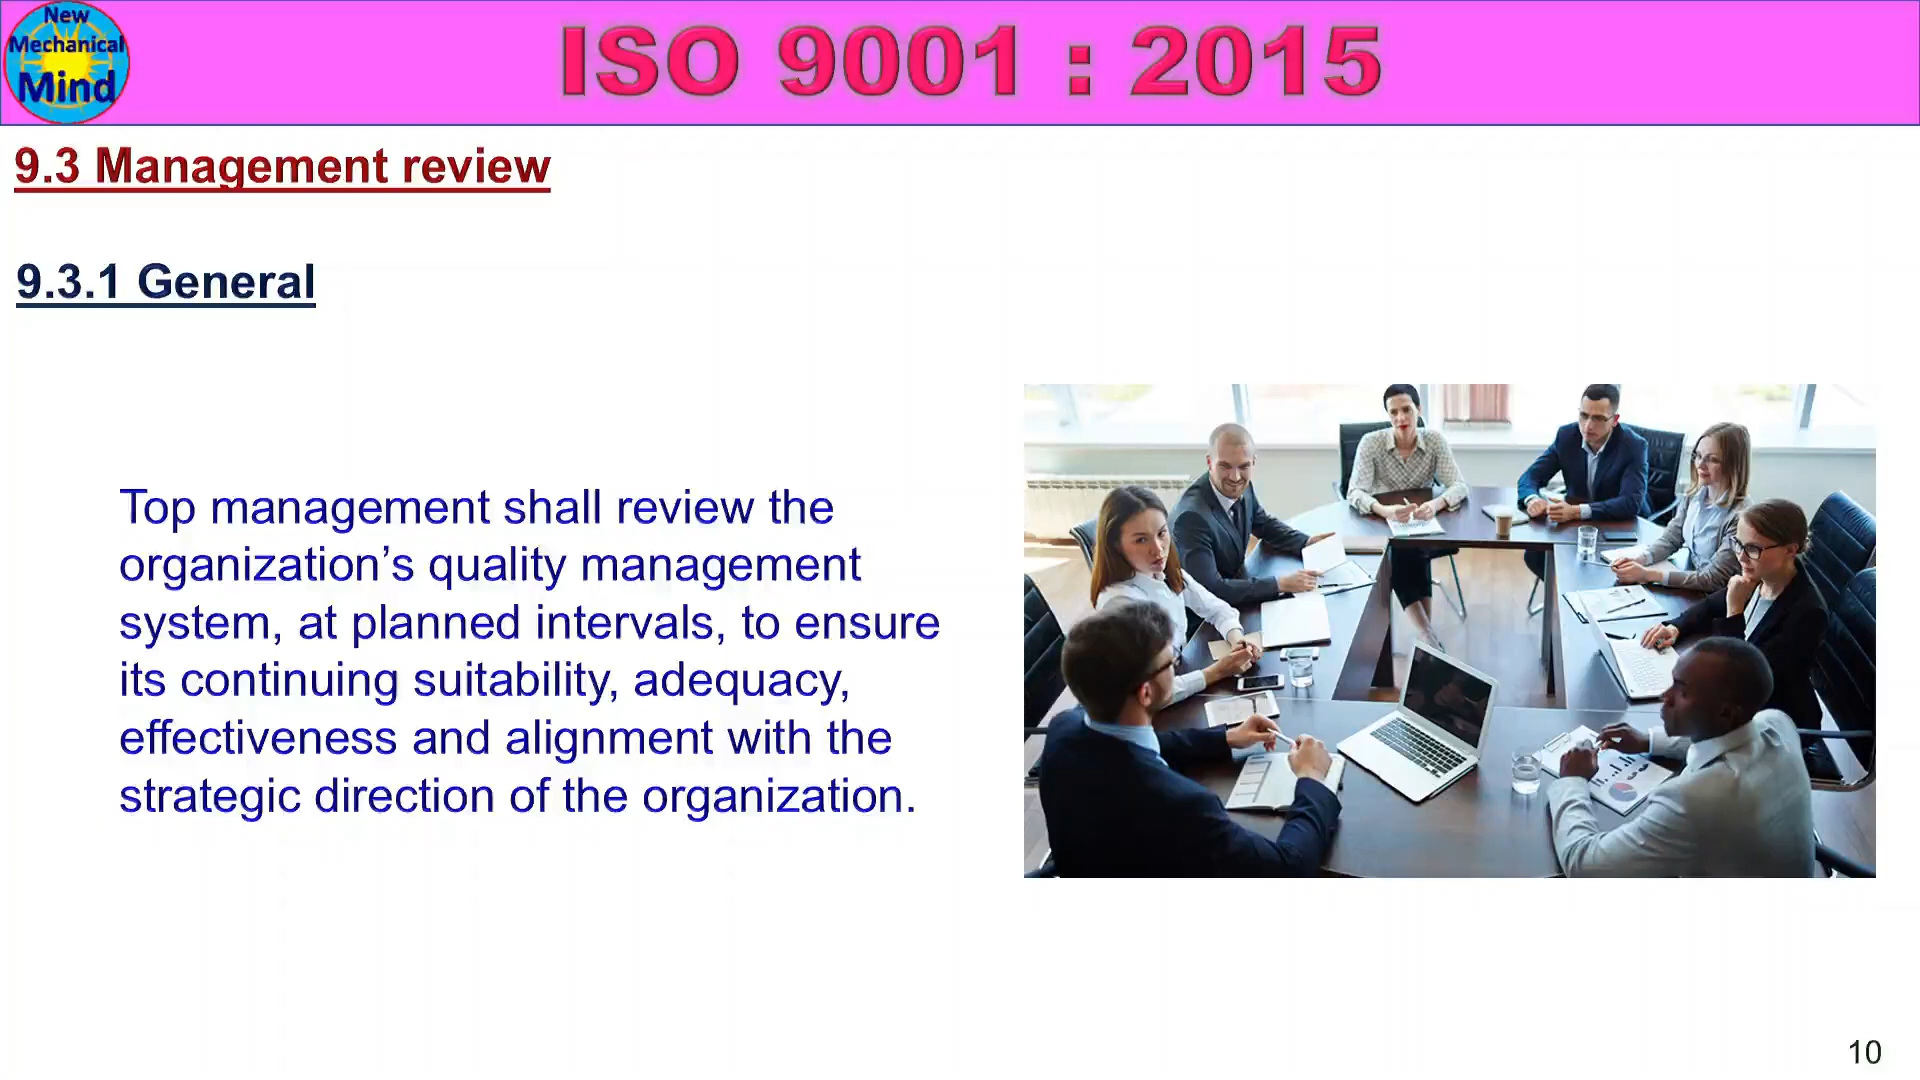 New
Mechanical
Mind
ISO 9001 : 2015
9.3 Management review
9.3.1 General
Top management shall review the
organization’s quality management
system, at planned intervals, to ensure
its continuing suitability, adequacy,
effectiveness and alignment with the
strategic direction of the organization.
10